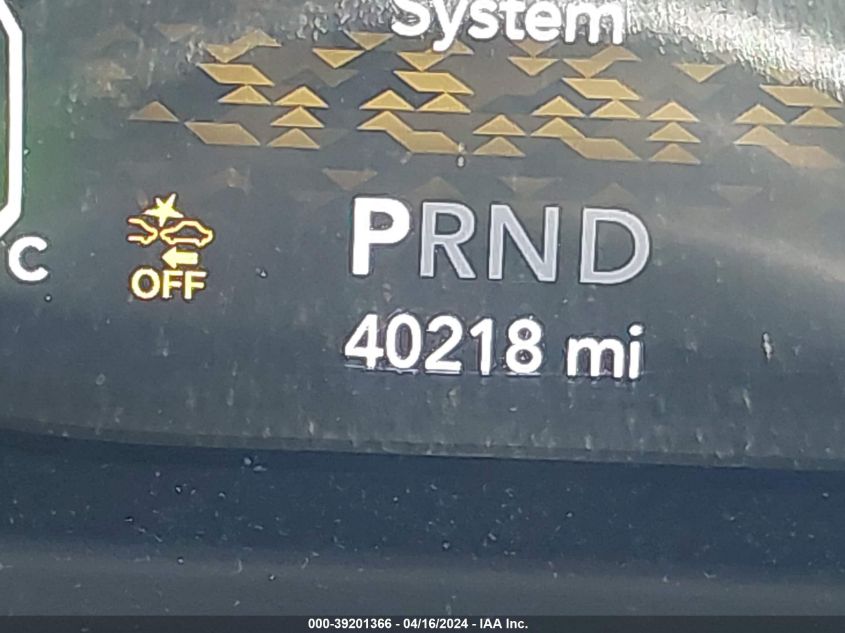 System
C
OFF
PRND
40218 mi
000-39201366 - 04/16/2024 - IAA Inc.